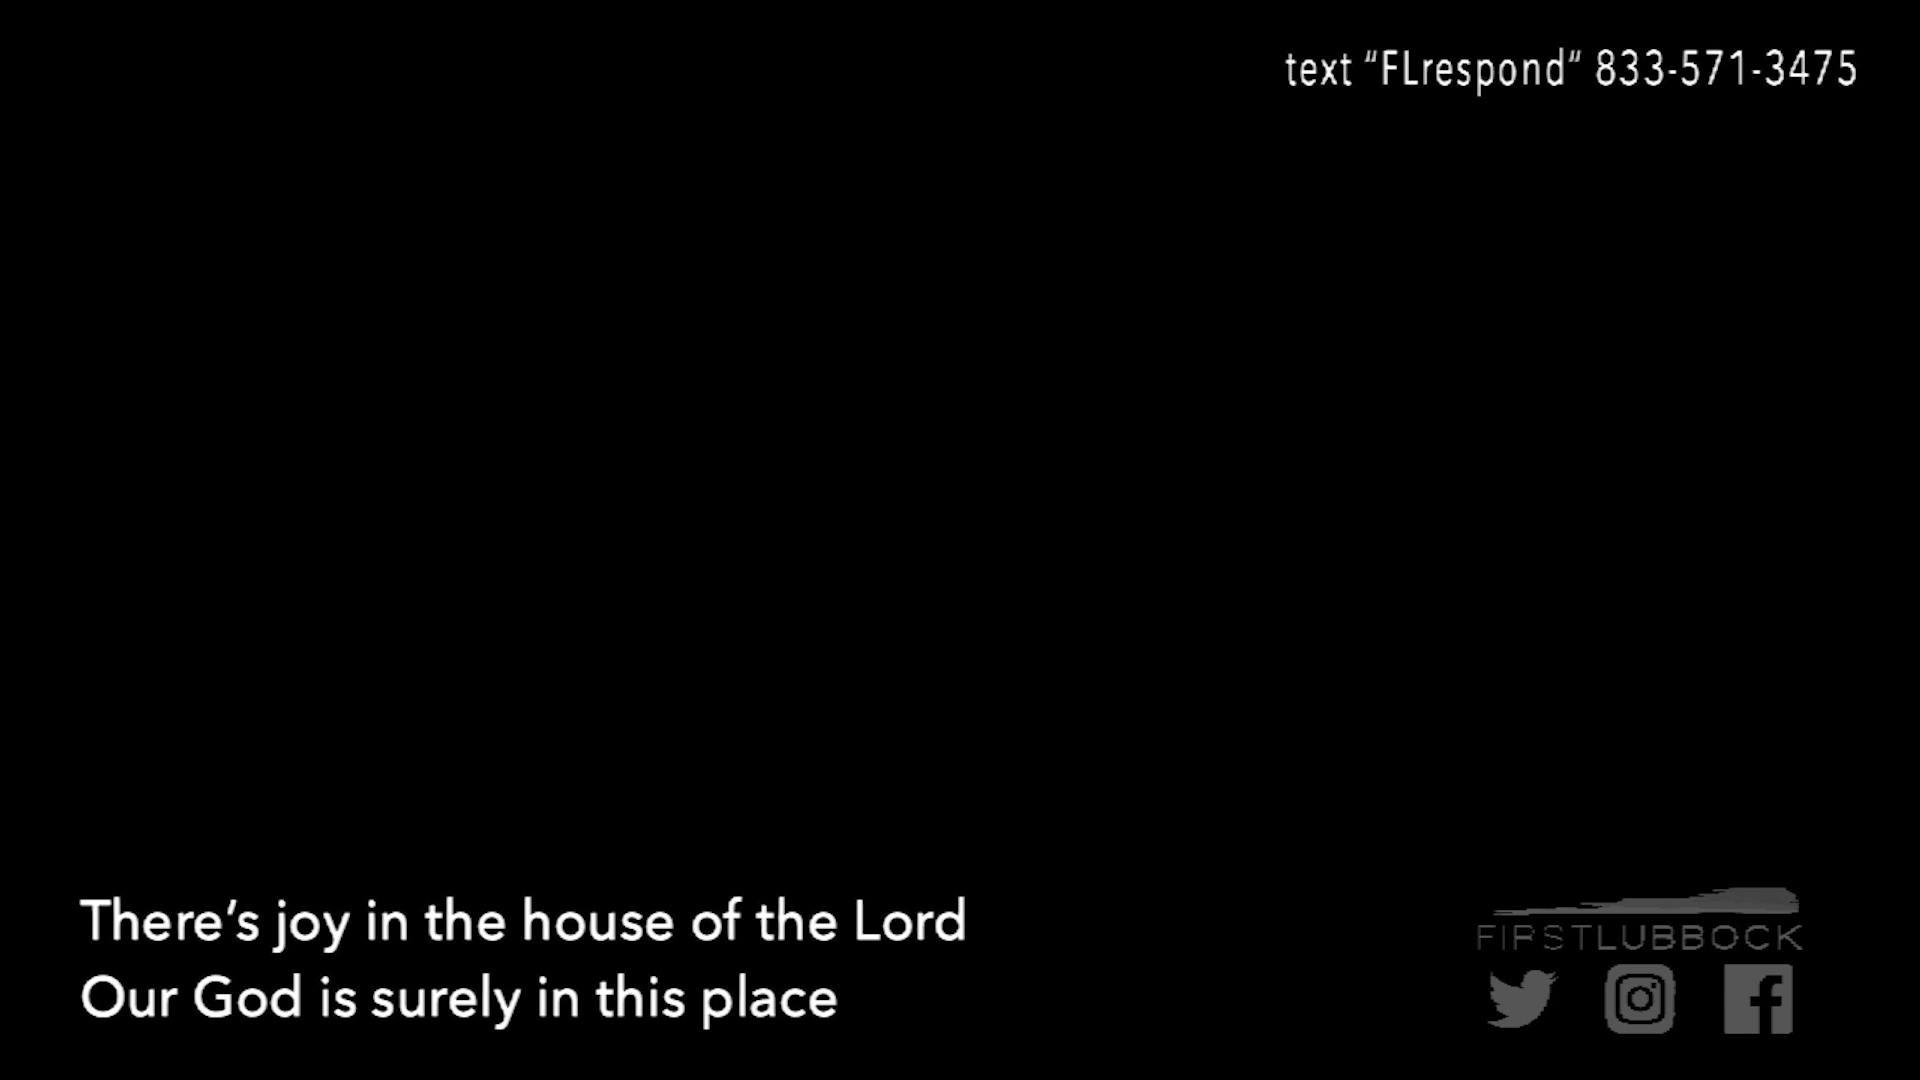 text “FLrespond” 833-571-3475
There’s joy in the house of the Lord
Our God is surely in this place
FIRSTLUBBOCK